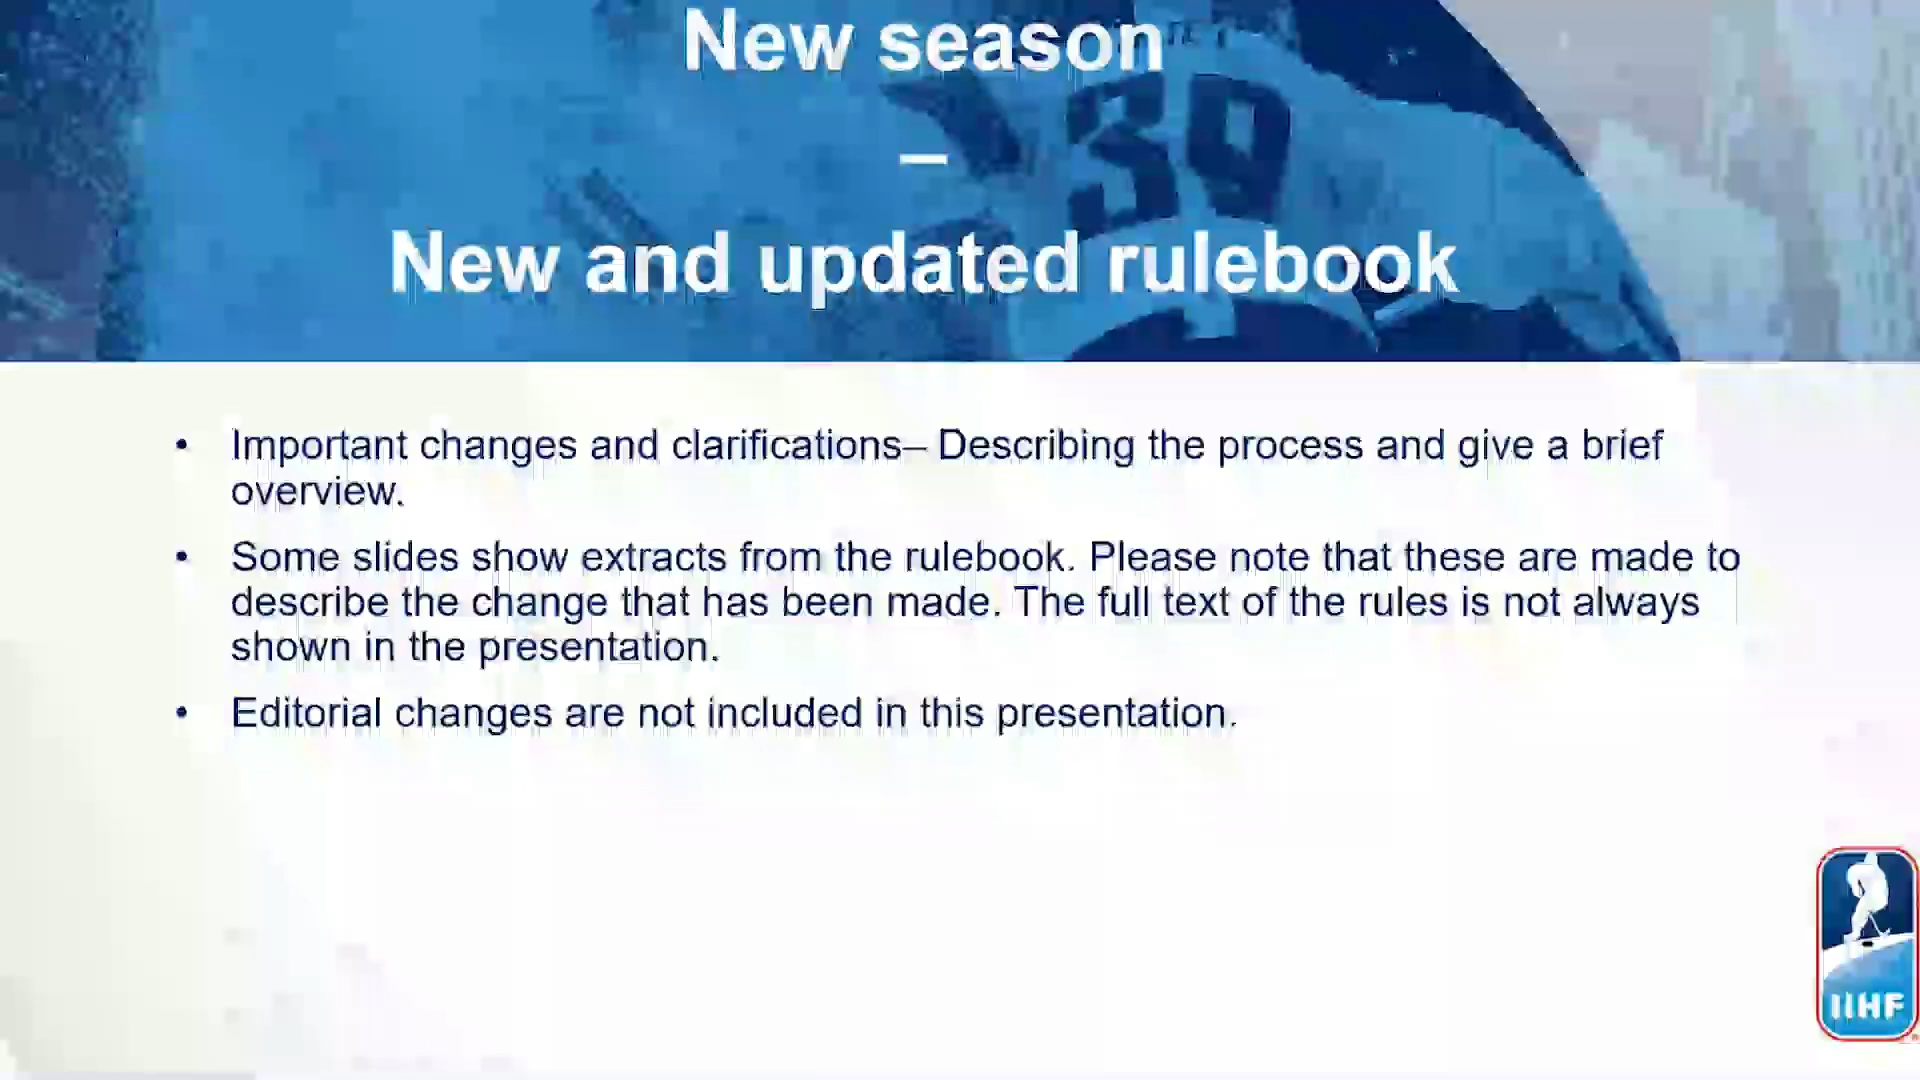 New season
39
–
New and updated rulebook
• Important changes and clarifications– Describing the process and give a brief
overview.
• Some slides show extracts from the rulebook. Please note that these are made to
describe the change that has been made. The full text of the rules is not always
shown in the presentation.
• Editorial changes are not included in this presentation.
IIHF